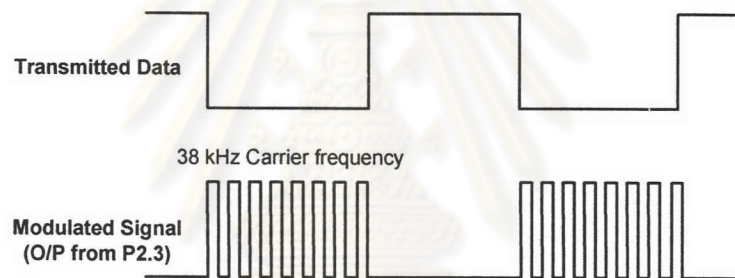 Transmitted Data
38 kHz Carrier frequency
Modulated Signal
(O/P from P2.3)